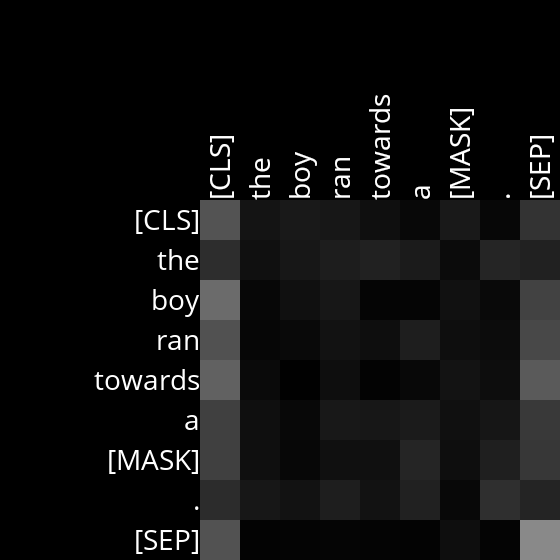 [CLS] the boy ran towards a [MASK] . [SEP]
[CLS]
the
boy
ran
towards
a
[MASK]
.
[SEP]